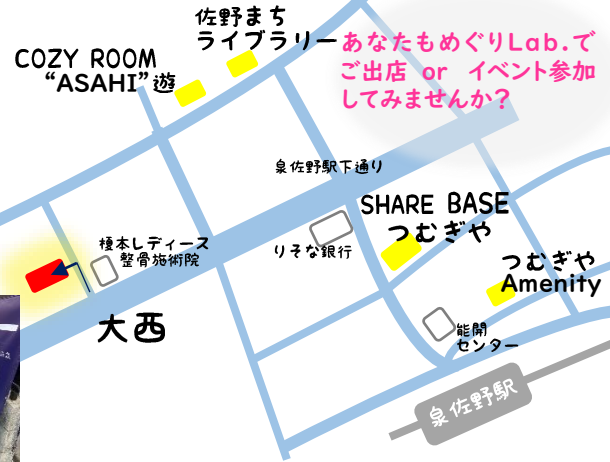 佐野まち
ライブラリー
COZY ROOM
“ASAHI”遊
あなたもめぐりLab.で
ご出店 or イベント参加
してみませんか？
泉佐野駅下通り
SHARE BASE
つむぎや
榎本レディース
整骨施術院
りそな銀行
つむぎや
Amenity
大西
能開
センター
泉佐野駅